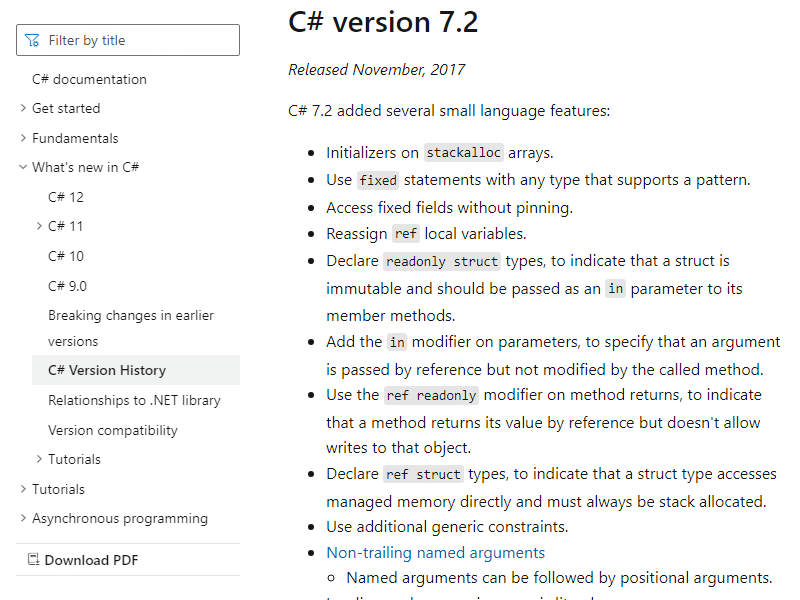 Filter by title
C# documentation
Get started
Fundamentals
What's new in C#
C# 12
C# 11
C# 10
C# 9.0
Breaking changes in earlier
versions
C# Version History
Relationships to .NET library
Version compatibility
Tutorials
Tutorials
Asynchronous programming
Download PDF
C# version 7.2
Released November, 2017
C# 7.2 added several small language features:
Initializers on stackalloc arrays.
Use fixed statements with any type that supports a pattern.
Access fixed fields without pinning.
Reassign ref local variables.
Declare readonly struct types, to indicate that a struct is
immutable and should be passed as an in parameter to its
member methods.
Add the in modifier on parameters, to specify that an argument
is passed by reference but not modified by the called method.
Use the ref readonly modifier on method returns, to indicate
that a method returns its value by reference but doesn't allow
writes to that object.
Declare ref struct types, to indicate that a struct type accesses
managed memory directly and must always be stack allocated.
Use additional generic constraints.
Non-trailing named arguments
Named arguments can be followed by positional arguments.